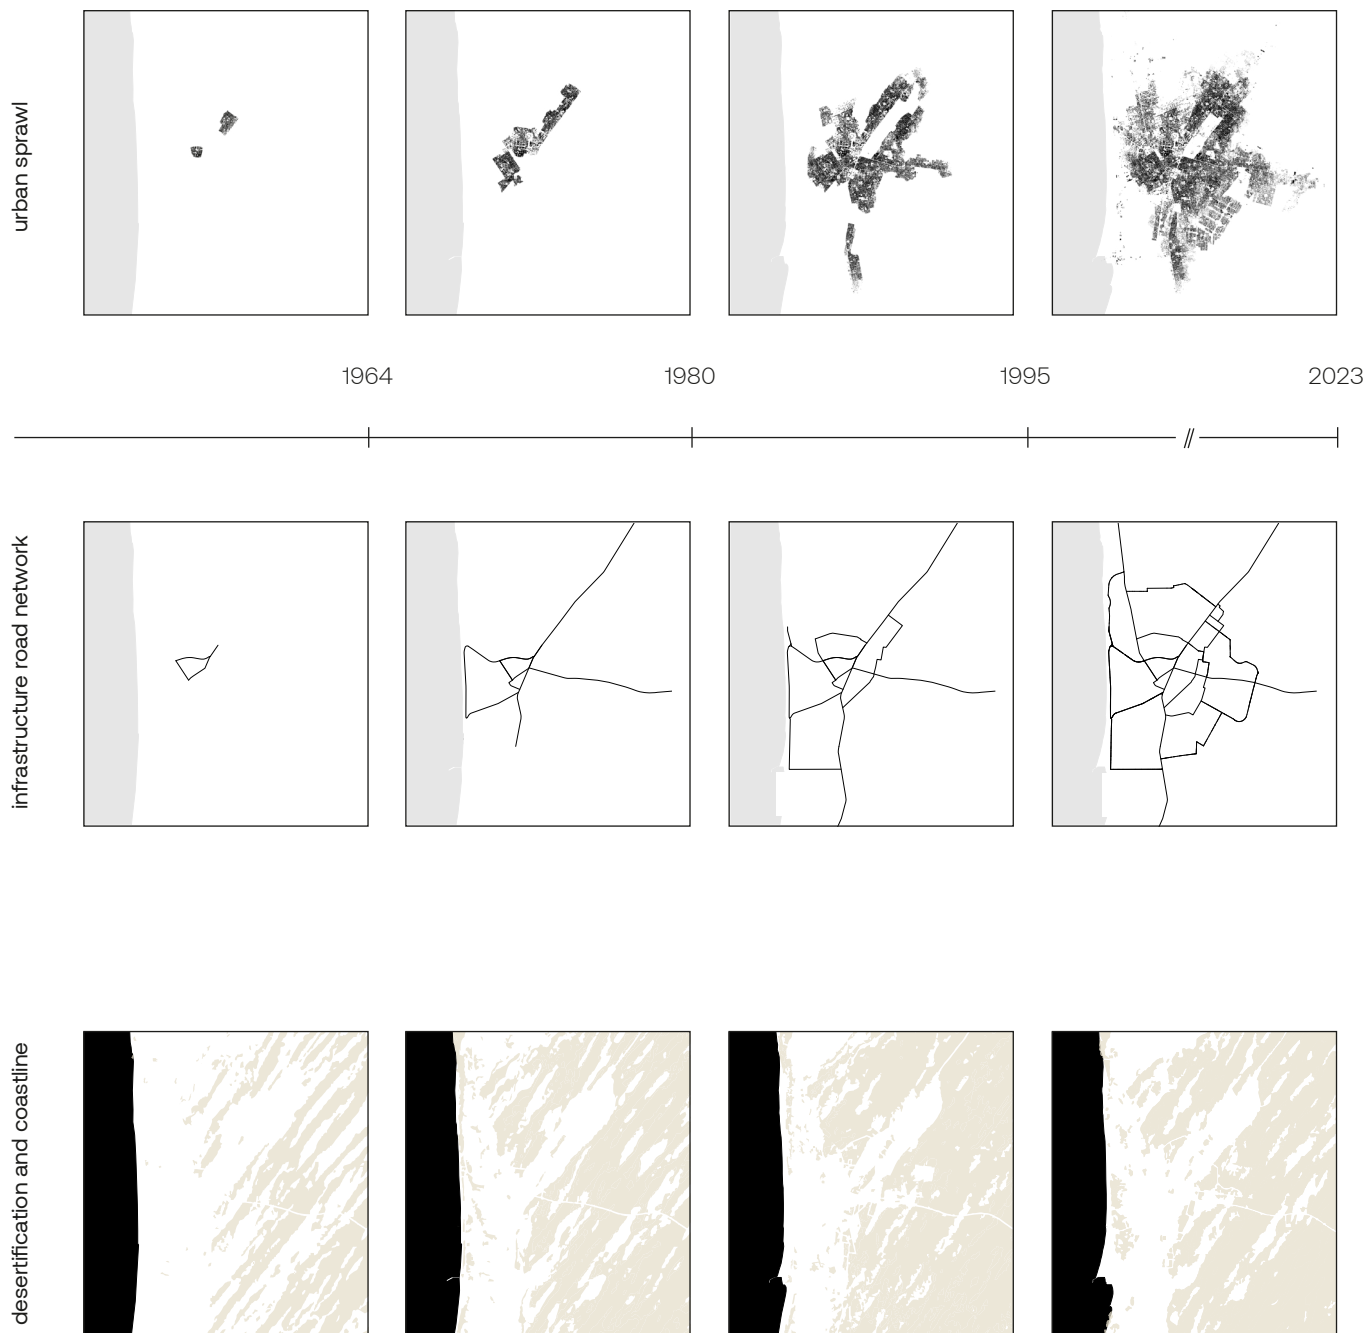 urban sprawl
1964
1980
1995
2023
infrastructure road network
desertification and coastline